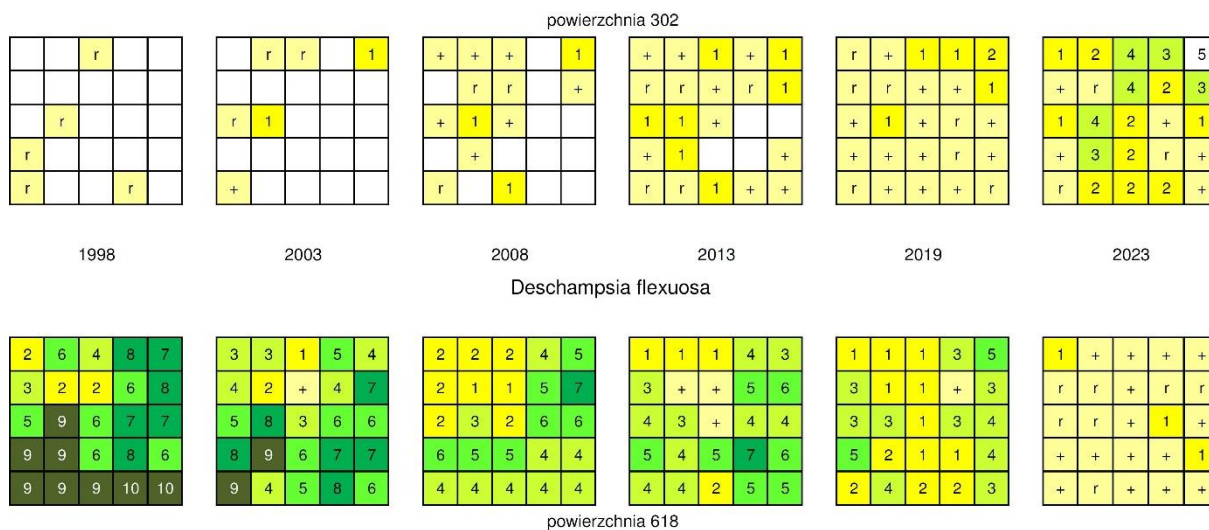 powierzchnia 302
r r r 1 + + + 1 + + 1 + 1 r + 1 1 2 1 2 4 3 5
r r + r r + r 1 r r + + 1 + r 4 2 3
r r 1 + 1 + 1 1 + + 1 + r + 1 4 2 + 1
r + + 1 + + + + r + + 3 2 r +
r r + r 1 r r 1 + + r + + + r r 2 2 2 +
1998 2003 2008 2013 2019 2023
Deschampsia flexuosa
2 6 4 8 7 3 3 1 5 4 2 2 2 4 5 1 1 1 4 3 1 1 1 3 5 1 + + + +
3 2 2 6 8 4 2 + 4 7 2 1 1 5 7 3 + + 5 6 3 1 1 + 3 r r + r r
5 9 6 7 7 5 8 3 6 6 2 3 2 6 6 4 3 + 4 4 3 3 1 3 4 r r + 1 +
9 9 6 8 6 8 9 6 7 7 6 5 5 4 4 5 4 5 7 6 5 2 1 1 4 + + + + 1
9 9 9 10 10 9 4 5 8 6 4 4 4 4 4 4 4 2 5 5 2 4 2 2 3 + r + + +
powierzchnia 618